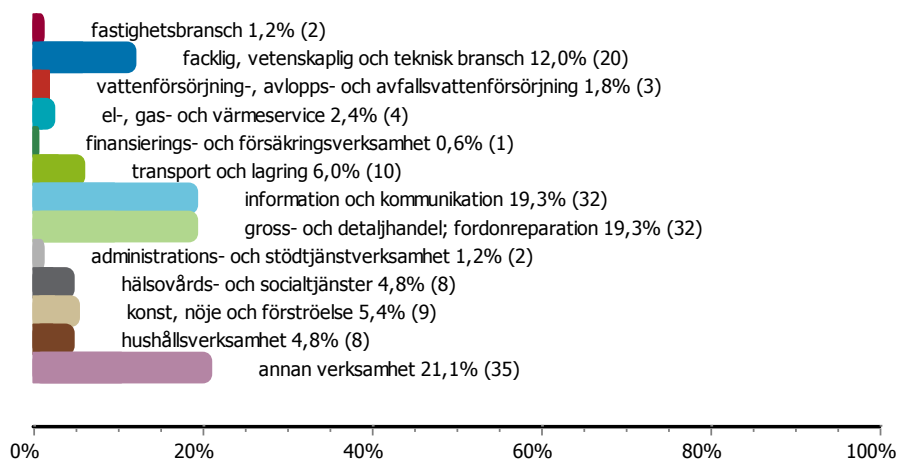 fastighetsbransch 1,2% (2)
facklig, vetenskaplig och teknisk bransch 12,0% (20)
vattenförsörjning-, avlopps- och avfallsvattenförsörjning 1,8% (3)
el-, gas- och värmeservice 2,4% (4)
finansierings- och försäkringsverksamhet 0,6% (1)
transport och lagring 6,0% (10)
information och kommunikation 19,3% (32)
gross- och detaljhandel; fordonreparation 19,3% (32)
administrations- och stödtjänstverksamhet 1,2% (2)
hälsovårds- och socialtjänster 4,8% (8)
konst, nöje och förströelse 5,4% (9)
hushållsverksamhet 4,8% (8)
annan verksamhet 21,1% (35)
0% 20% 40% 60% 80% 100%